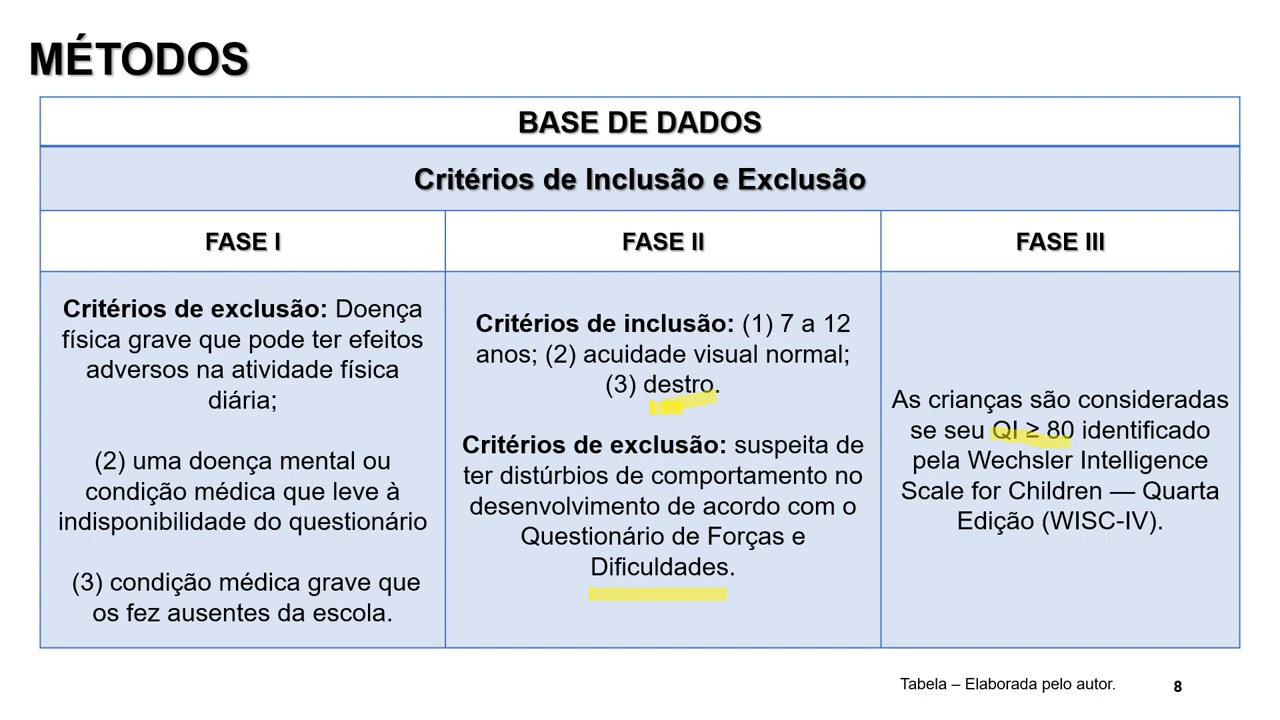 MÉTODOS
BASE DE DADOS
Critérios de Inclusão e Exclusão
FASE I
FASE II
FASE III
Critérios de exclusão: Doença
física grave que pode ter efeitos
adversos na atividade física
diária;
(2) uma doença mental ou
condição médica que leve à
indisponibilidade do questionário
(3) condição médica grave que
os fez ausentes da escola.
Critérios de inclusão: (1) 7 a 12
anos; (2) acuidade visual normal;
(3) destro.
Critérios de exclusão: suspeita de
ter distúrbios de comportamento no
desenvolvimento de acordo com o
Questionário de Forças e
Dificuldades.
As crianças são consideradas
se seu QI ≥ 80 identificado
pela Wechsler Intelligence
Scale for Children — Quarta
Edição (WISC-IV).
Tabela – Elaborada pelo autor.
8